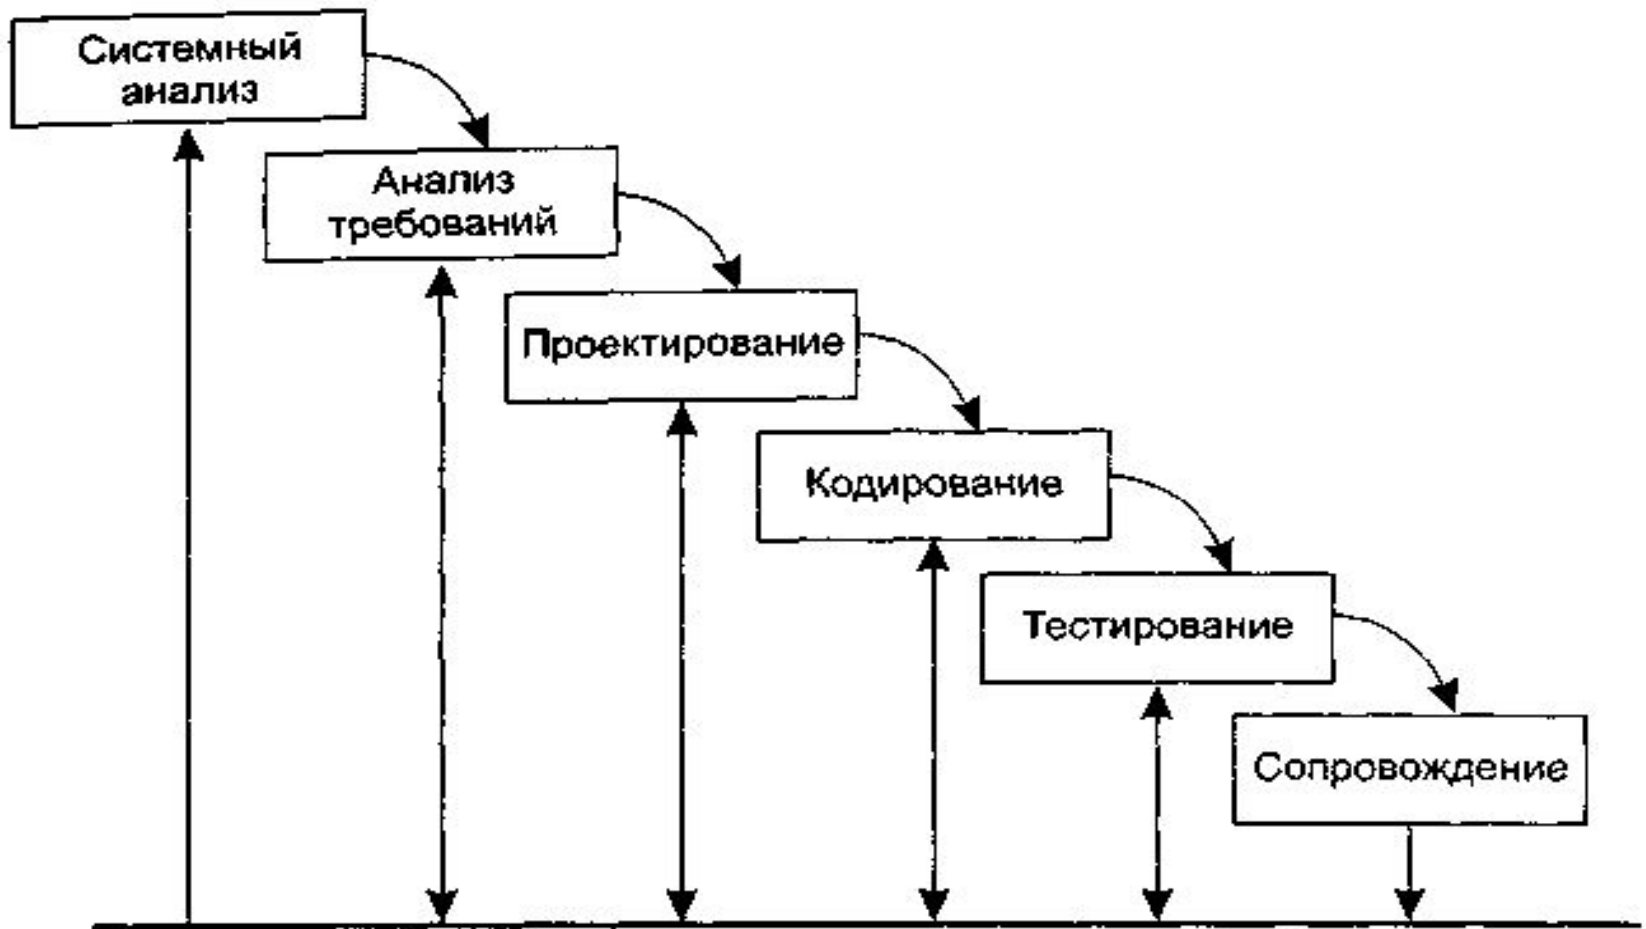 Системный
анализ
Анализ
требований
Проектирование
Кодирование
Тестирование
Сопровождение